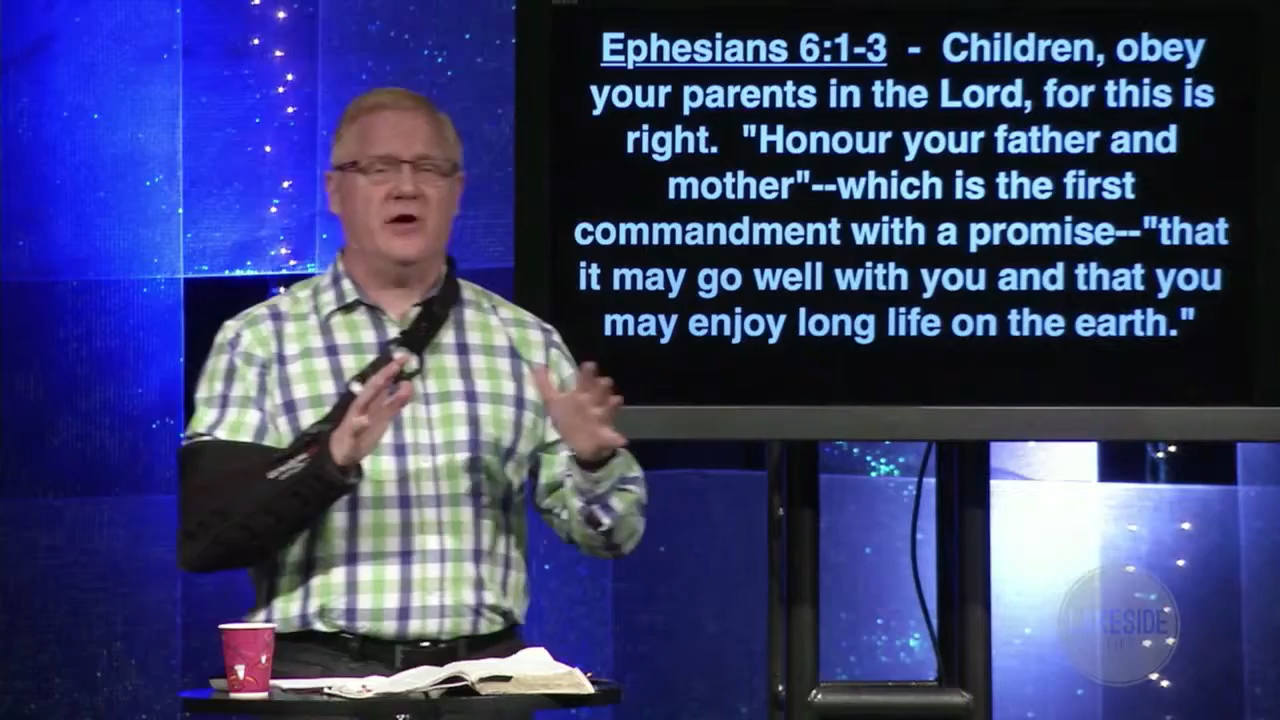 Ephesians 6:1-3 - Children, obey
your parents in the Lord, for this is
right. "Honour your father and
mother"--which is the first
commandment with a promise--"that
it may go well with you and that you
may enjoy long life on the earth."